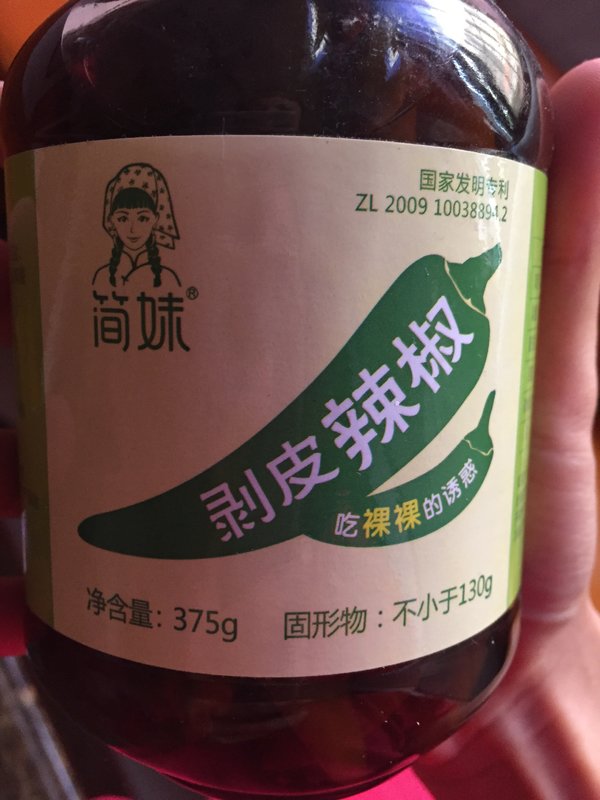 国家发明专利
ZL 2009 10038894.2
简妹®
剥皮辣椒
吃裸裸的诱惑
净含量：375g
固形物：不小于130g